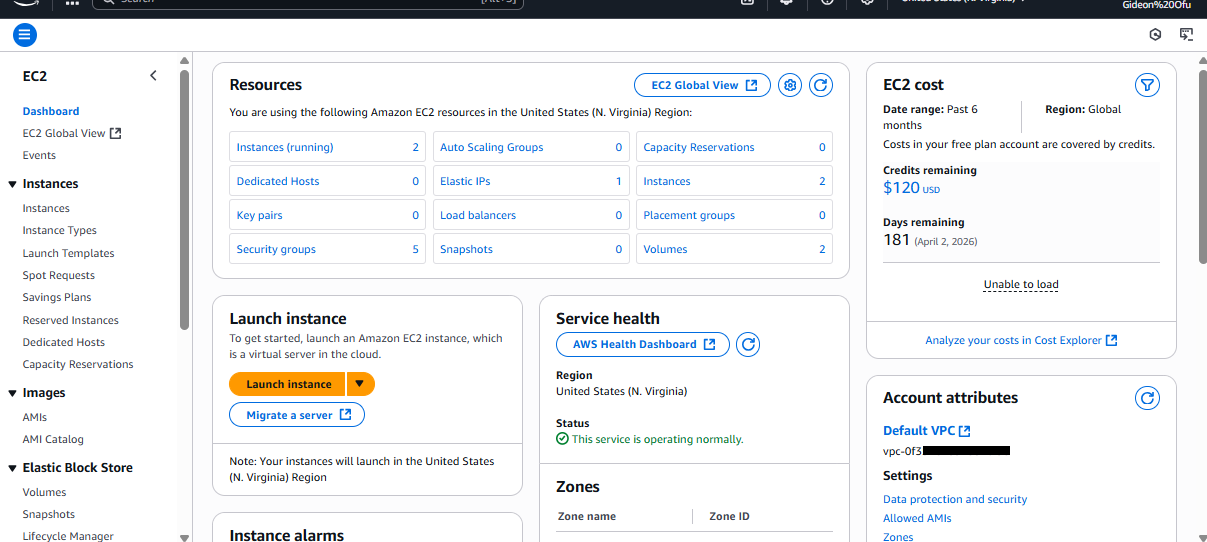 Search
[Alt+S]
United States (N. Virginia)
Gideon%20Ofu
EC2
Dashboard
EC2 Global View
Events
Instances
Instances
Instance Types
Launch Templates
Spot Requests
Savings Plans
Reserved Instances
Dedicated Hosts
Capacity Reservations
Images
AMIs
AMI Catalog
Elastic Block Store
Volumes
Snapshots
Lifecycle Manager
Resources
EC2 Global View
You are using the following Amazon EC2 resources in the United States (N. Virginia) Region:
Instances (running) 2
Auto Scaling Groups 0
Capacity Reservations 0
Dedicated Hosts 0
Elastic IPs 1
Instances 2
Key pairs 0
Load balancers 0
Placement groups 0
Security groups 5
Snapshots 0
Volumes 2
Launch instance
To get started, launch an Amazon EC2 instance, which
is a virtual server in the cloud.
Launch instance
Migrate a server
Note: Your instances will launch in the United States
(N. Virginia) Region
Instance alarms
Service health
AWS Health Dashboard
Region
United States (N. Virginia)
Status
This service is operating normally.
Zones
Zone name
Zone ID
EC2 cost
Date range: Past 6
months
Region: Global
Costs in your free plan account are covered by credits.
Credits remaining
$120 USD
Days remaining
181 (April 2, 2026)
Unable to load
Analyze your costs in Cost Explorer
Account attributes
Default VPC
vpc-0f3
Settings
Data protection and security
Allowed AMIs
Zones